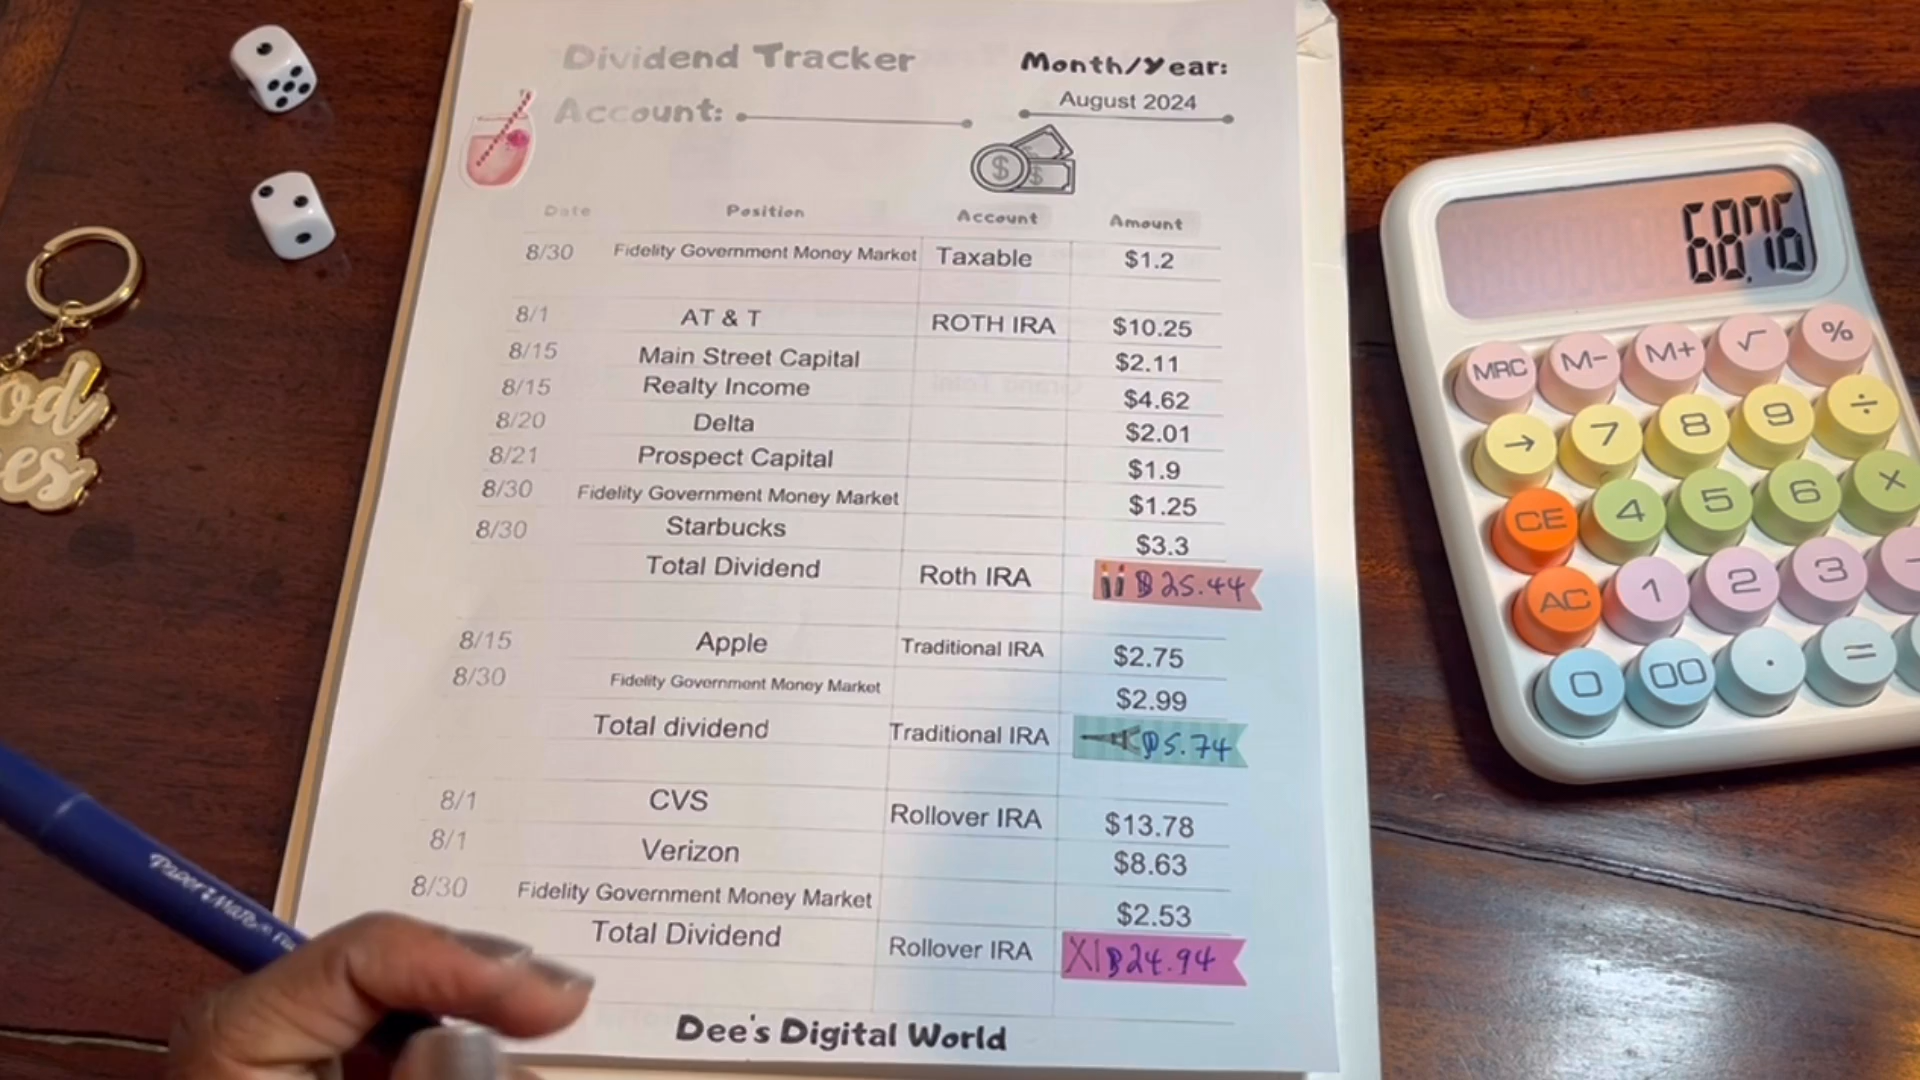 Dividend Tracker
Month/Year:
August 2024
Account:
Date Position Account Amount
8/30 Fidelity Government Money Market Taxable $1.2
8/1 AT & T ROTH IRA $10.25
8/15 Main Street Capital $2.11
8/15 Realty Income $4.62
8/20 Delta $2.01
8/21 Prospect Capital $1.9
8/30 Fidelity Government Money Market $1.25
8/30 Starbucks $3.3
Total Dividend Roth IRA $25.44
8/15 Apple Traditional IRA $2.75
8/30 Fidelity Government Money Market $2.99
Total dividend Traditional IRA $5.74
8/1 CVS Rollover IRA $13.78
8/1 Verizon $8.63
8/30 Fidelity Government Money Market $2.53
Total Dividend Rollover IRA $24.94
Dee's Digital World
68.76
MRC M- M+ √ %
→ 7 8 9 ÷
CE 4 5 6 ×
AC 1 2 3
0 00 . =
Paper Mate